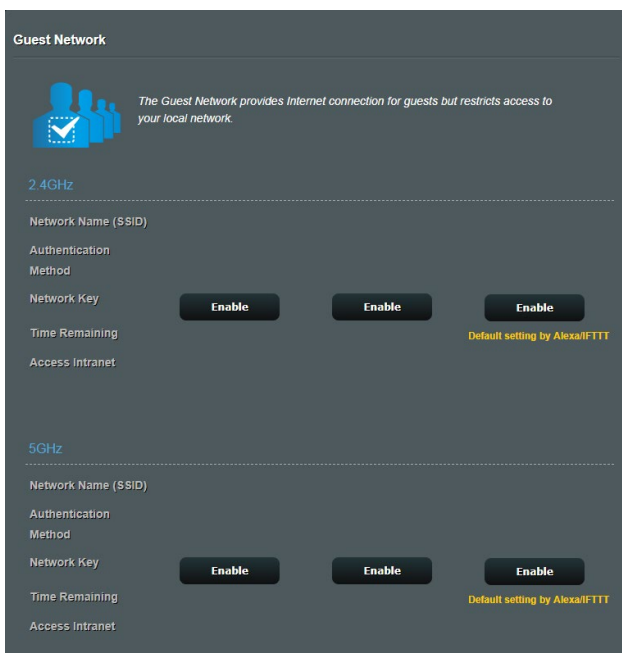 Guest Network
The Guest Network provides Internet connection for guests but restricts access to
your local network.
2.4GHz
Network Name (SSID)
Authentication
Method
Network Key
Enable
Enable
Enable
Time Remaining
Default setting by Alexa/IFTTT
Access Intranet
5GHz
Network Name (SSID)
Authentication
Method
Network Key
Enable
Enable
Enable
Time Remaining
Default setting by Alexa/IFTTT
Access Intranet